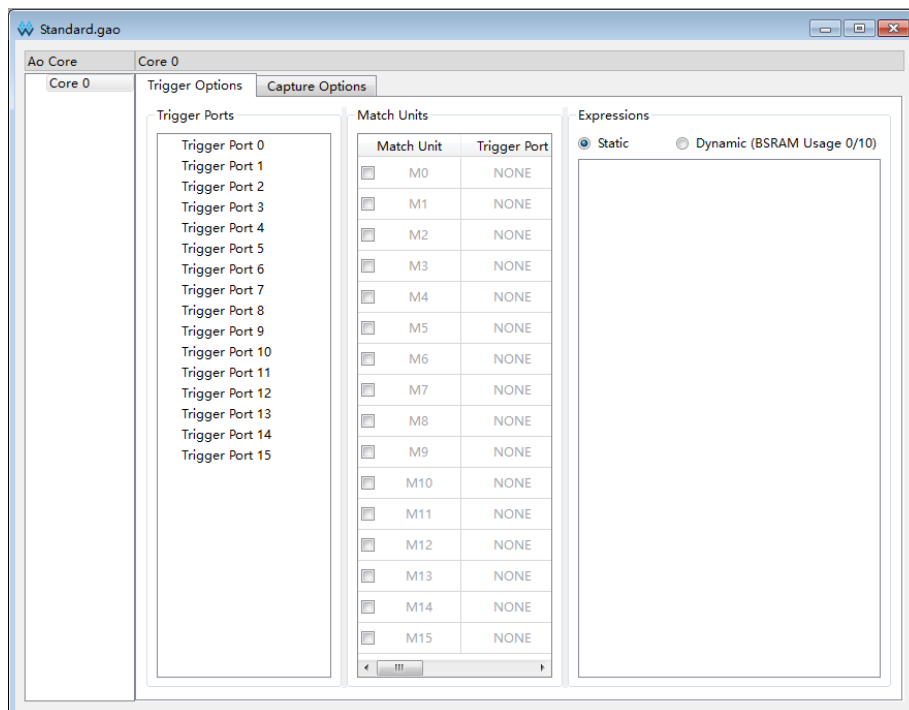 Standard.gao
Ao Core
Core 0
Core 0
Trigger Options
Capture Options
Trigger Ports
Trigger Port 0
Trigger Port 1
Trigger Port 2
Trigger Port 3
Trigger Port 4
Trigger Port 5
Trigger Port 6
Trigger Port 7
Trigger Port 8
Trigger Port 9
Trigger Port 10
Trigger Port 11
Trigger Port 12
Trigger Port 13
Trigger Port 14
Trigger Port 15
Match Units
Match Unit Trigger Port
M0 NONE
M1 NONE
M2 NONE
M3 NONE
M4 NONE
M5 NONE
M6 NONE
M7 NONE
M8 NONE
M9 NONE
M10 NONE
M11 NONE
M12 NONE
M13 NONE
M14 NONE
M15 NONE
Expressions
Static
Dynamic (BSRAM Usage 0/10)